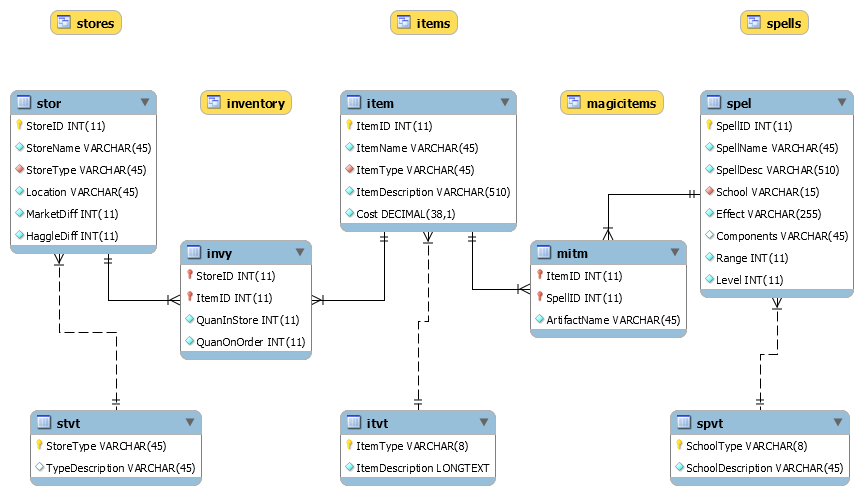 stores
items
spells
inventory
magicitems
stor
StoreID INT(11)
StoreName VARCHAR(45)
StoreType VARCHAR(45)
Location VARCHAR(45)
MarketDiff INT(11)
HaggleDiff INT(11)
item
ItemID INT(11)
ItemName VARCHAR(45)
ItemType VARCHAR(45)
ItemDescription VARCHAR(510)
Cost DECIMAL(38,1)
spel
SpellID INT(11)
SpellName VARCHAR(45)
SpellDesc VARCHAR(510)
School VARCHAR(15)
Effect VARCHAR(255)
Components VARCHAR(45)
Range INT(11)
Level INT(11)
invy
StoreID INT(11)
ItemID INT(11)
QuanInStore INT(11)
QuanOnOrder INT(11)
mitm
ItemID INT(11)
SpellID INT(11)
ArtifactName VARCHAR(45)
stvt
StoreType VARCHAR(45)
TypeDescription VARCHAR(45)
itvt
ItemType VARCHAR(8)
ItemDescription LONGTEXT
spvt
SchoolType VARCHAR(8)
SchoolDescription VARCHAR(45)